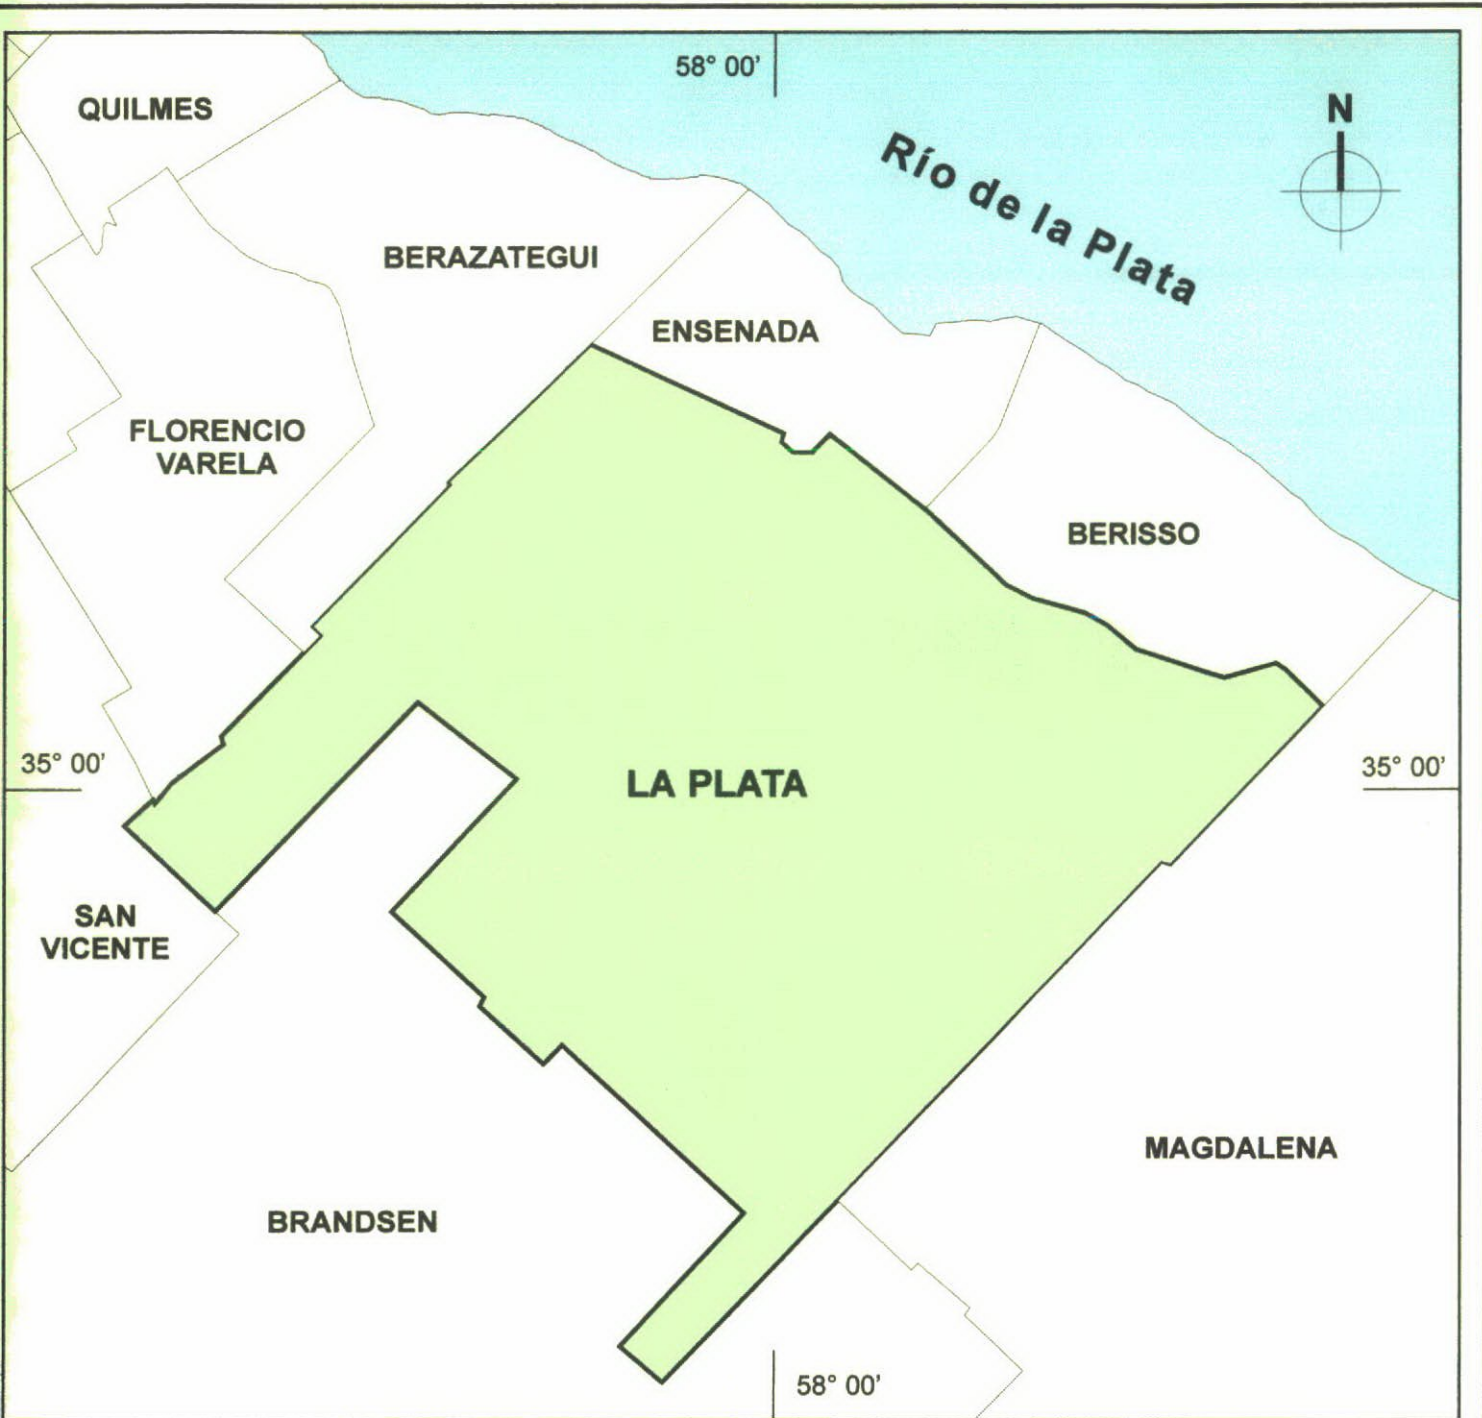 58° 00'
N
QUILMES
Río de la Plata
BERAZATEGUI
ENSENADA
FLORENCIO
VARELA
BERISSO
35° 00'
35° 00'
LA PLATA
SAN
VICENTE
MAGDALENA
BRANDSEN
58° 00'